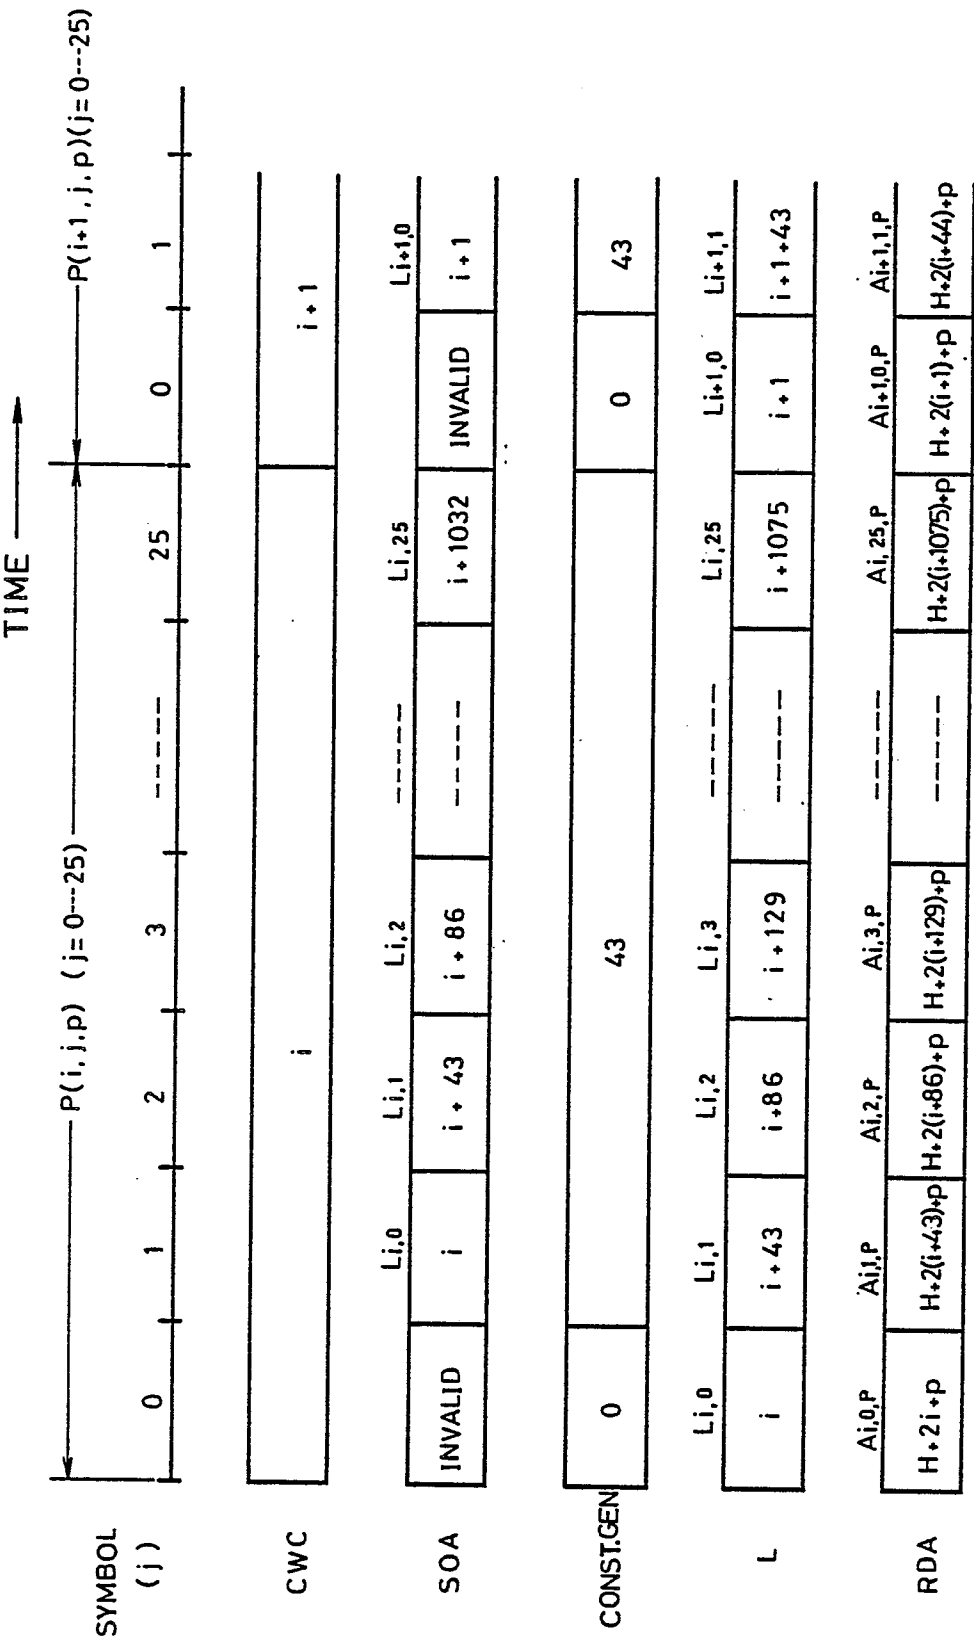 TIME
P(i,j,p) (j=0---25)
P(i+1,j,p)(j=0---25)
SYMBOL (j)
0 1 2 3 ------ 25 0 1
CWC
i
i+1
SOA
Li,0 Li,1 Li,2 ------ Li,25 Li+1,0
INVALID i i+43 i+86 ------ i+1032 INVALID i+1
CONST.GEN
0 43 0 43
L
Li,0 Li,1 Li,2 Li,3 ------ Li,25 Li+1,0 Li+1,1
i i+43 i+86 i+129 ------ i+1075 i+1 i+1+43
RDA
Ai,0,P Ai,1,P Ai,2,P Ai,3,P ------ Ai,25,P Ai+1,0,P Ai+1,1,P
H+2i+p H+2(i+43)+p H+2(i+86)+p H+2(i+129)+p ------ H+2(i+1075)+p H+2(i+1)+p H+2(i+44)+p